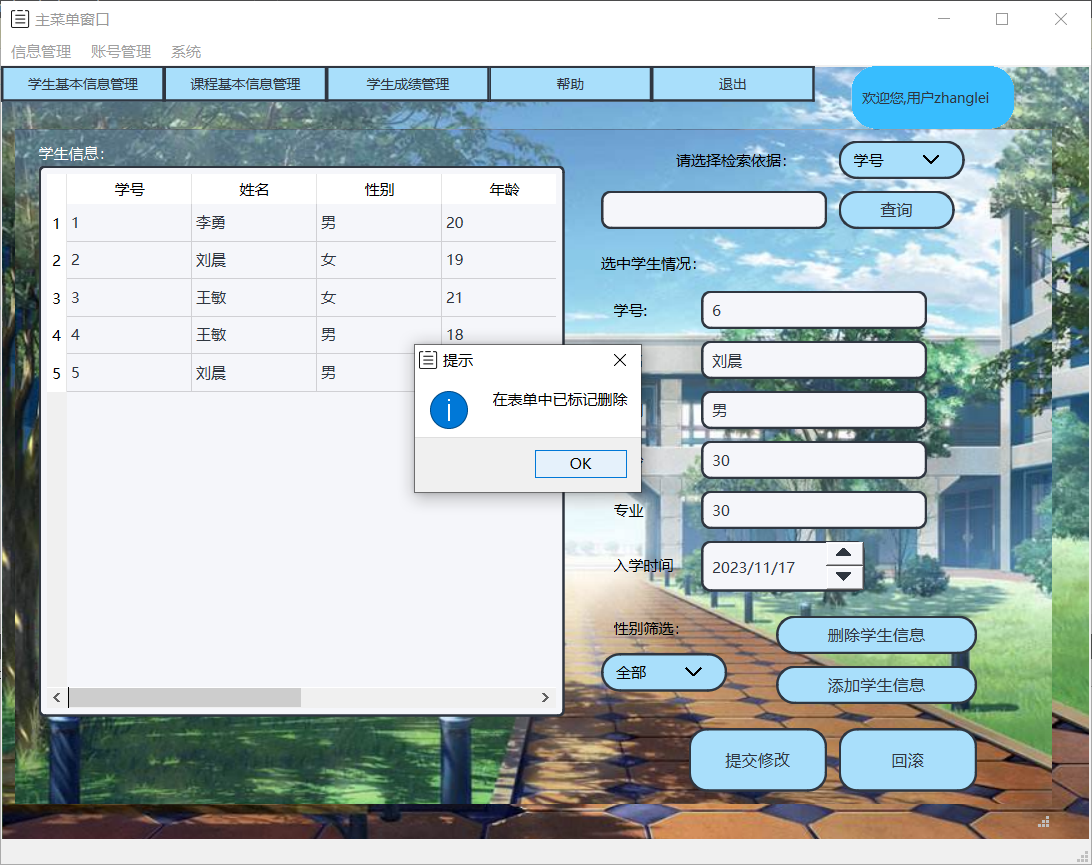 主菜单窗口
信息管理 账号管理 系统
学生基本信息管理 课程基本信息管理 学生成绩管理 帮助 退出
欢迎您,用户zhanglei
学生信息:
学号 姓名 性别 年龄
1 1 李勇 男 20
2 2 刘晨 女 19
3 3 王敏 女 21
4 4 王敏 男 18
5 5 刘晨 男
请选择检索依据: 学号
查询
选中学生情况:
学号: 6
刘晨
男
30
专业 30
入学时间 2023/11/17
性别筛选:
全部
删除学生信息
添加学生信息
提交修改 回滚
提示
在表单中已标记删除
OK